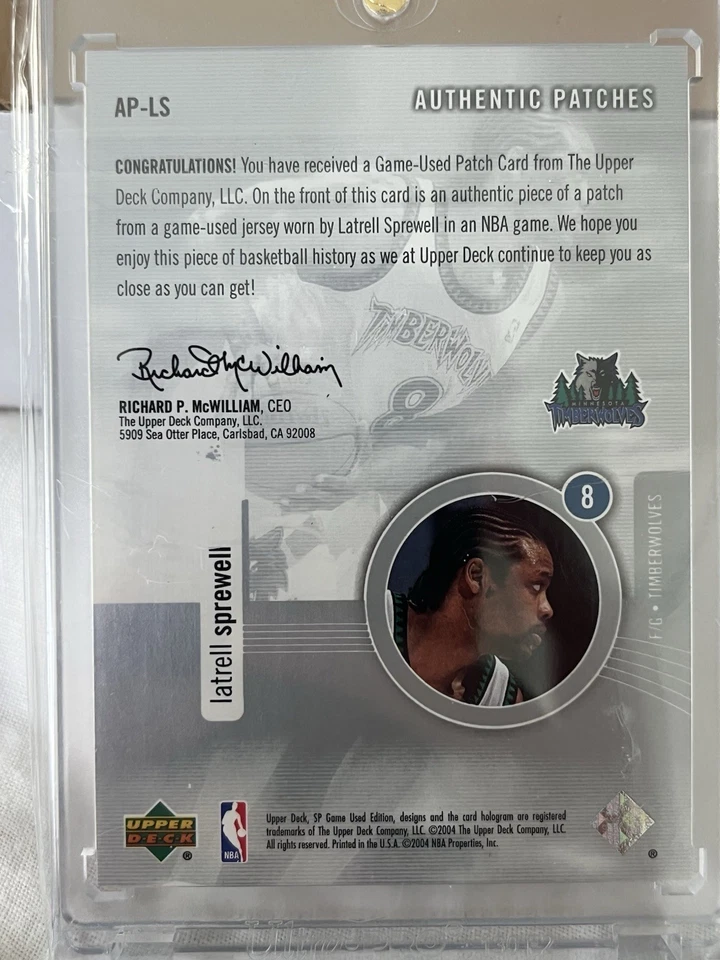 AP-LS
AUTHENTIC PATCHES
CONGRATULATIONS! You have received a Game-Used Patch Card from The Upper
Deck Company, LLC. On the front of this card is an authentic piece of a patch
from a game-used jersey worn by Latrell Sprewell in an NBA game. We hope you
enjoy this piece of basketball history as we at Upper Deck continue to keep you as
close as you can get!
TIMBERWOLV
8
Richard McWilliam
RICHARD P. McWILLIAM, CEO
The Upper Deck Company, LLC.
5909 Sea Otter Place, Carlsbad, CA 92008
MINNESOTA
TIMBERWOLVES
8
F/G • TIMBERWOLVES
latrell sprewell
UPPER
D·E·C·K
®
NBA
Upper Deck, SP Game Used Edition, designs and the card hologram are registered
trademarks of The Upper Deck Company, LLC. ©2004 The Upper Deck Company, LLC.
All rights reserved. Printed in the U.S.A. ©2004 NBA Properties, Inc.
®